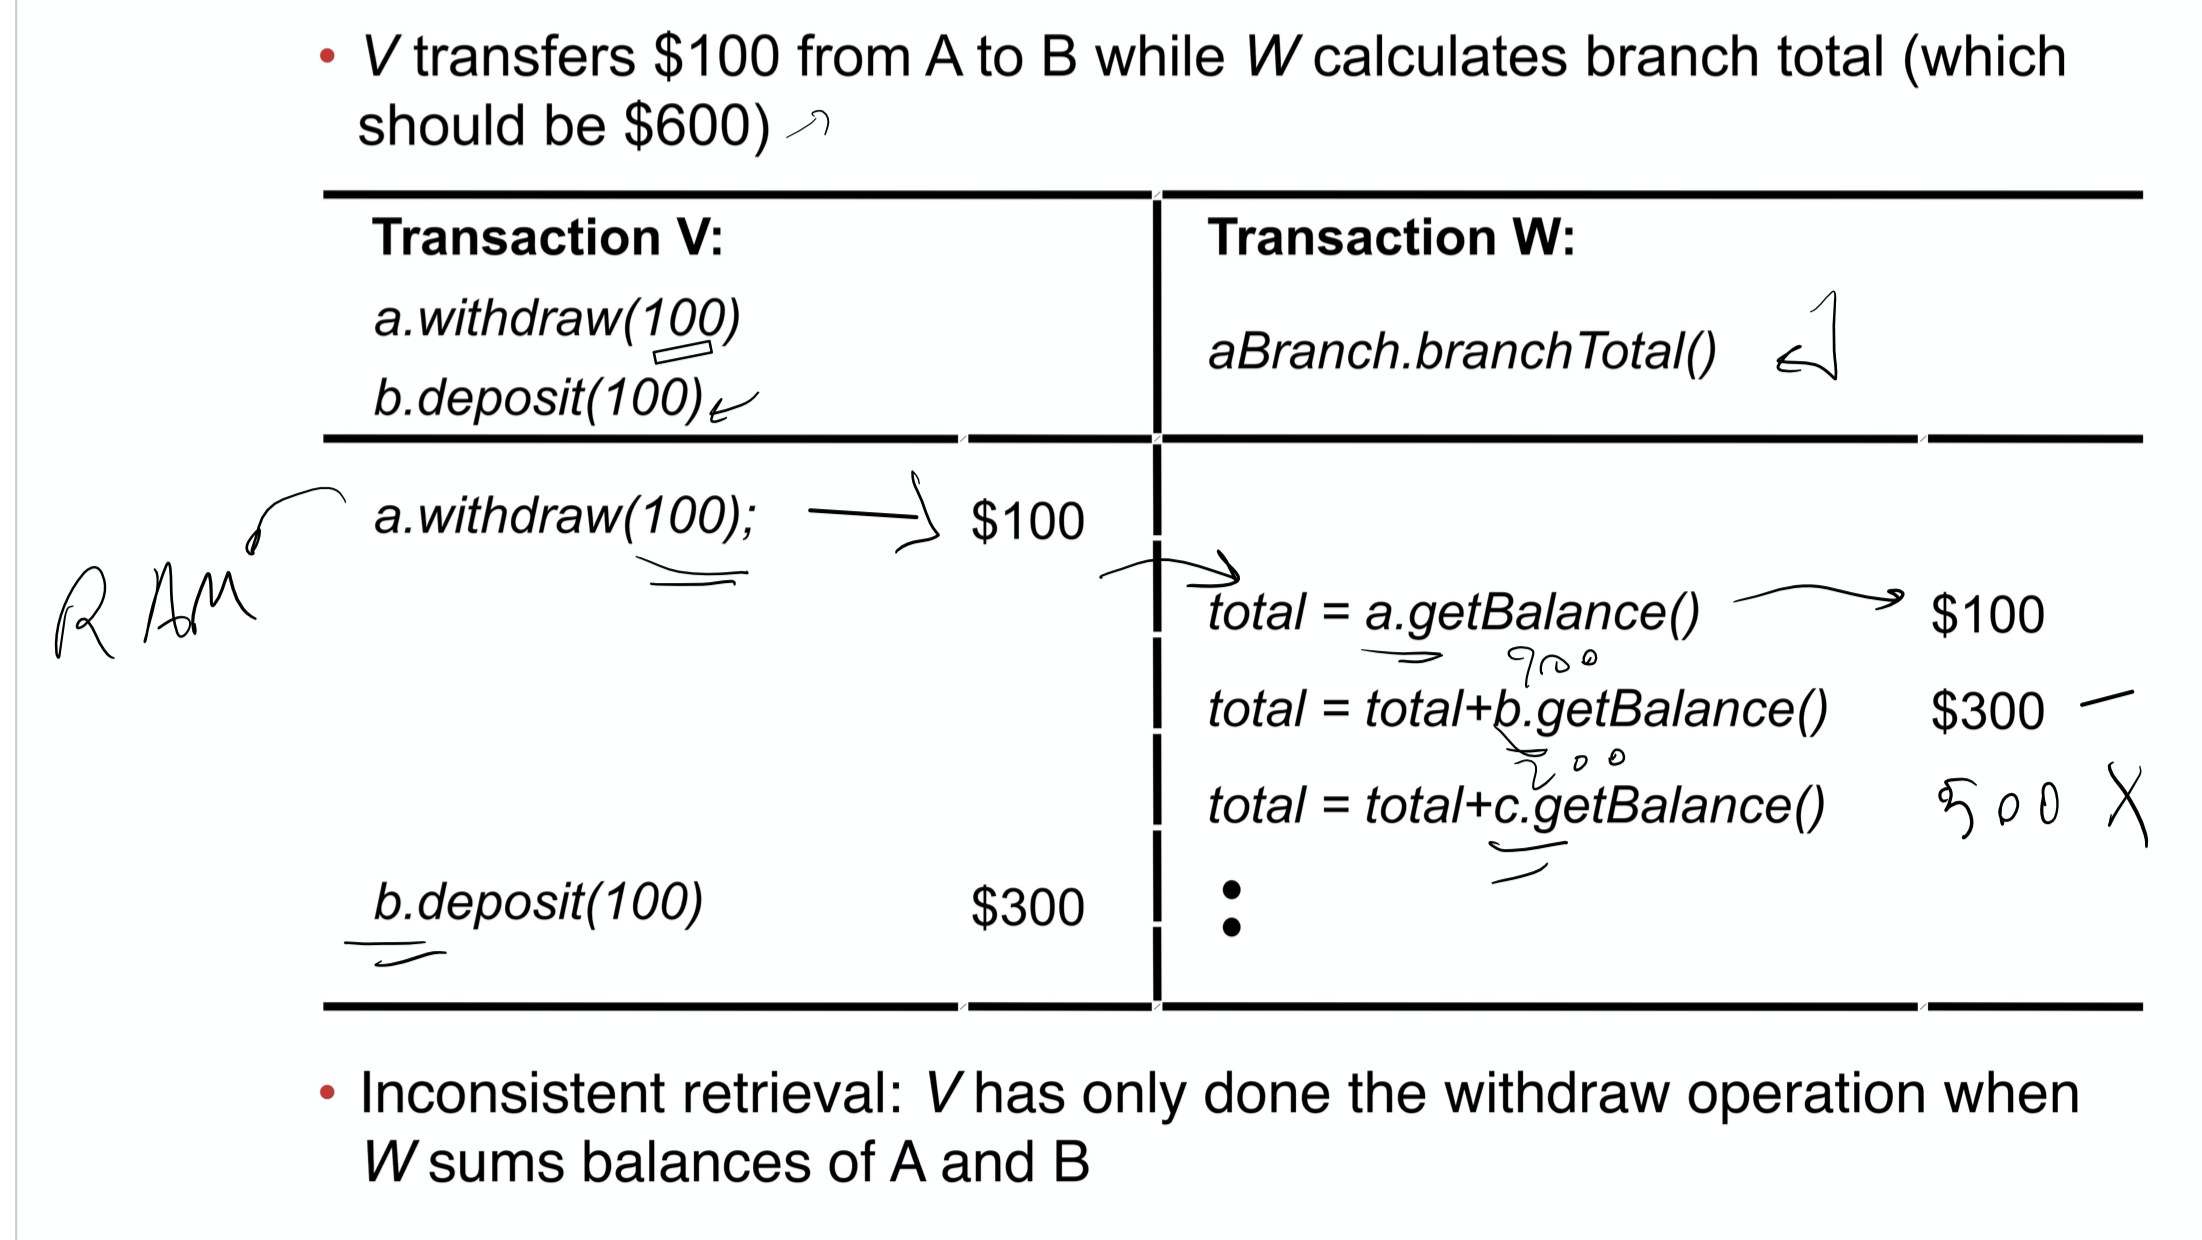 • V transfers $100 from A to B while W calculates branch total (which
should be $600)
Transaction V:
a.withdraw(100)
b.deposit(100)
Transaction W:
aBranch.branchTotal()
a.withdraw(100); $100
RAM
total = a.getBalance() $100
total = total+b.getBalance() $300
200
total = total+c.getBalance() 500 X
b.deposit(100) $300
:
• Inconsistent retrieval: V has only done the withdraw operation when
W sums balances of A and B